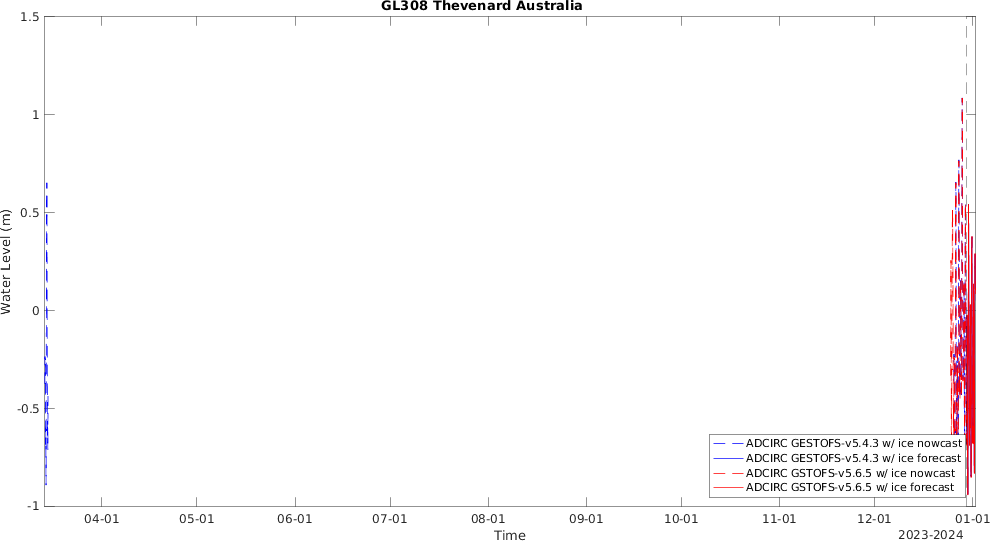 GL308 Thevenard Australia
1.5
1
0.5
0
-0.5
-1
Water Level (m)
04-01 05-01 06-01 07-01 08-01 09-01 10-01 11-01 12-01 01-01
Time
2023-2024
ADCIRC GESTOFS-v5.4.3 w/ ice nowcast
ADCIRC GESTOFS-v5.4.3 w/ ice forecast
ADCIRC GSTOFS-v5.6.5 w/ ice nowcast
ADCIRC GSTOFS-v5.6.5 w/ ice forecast